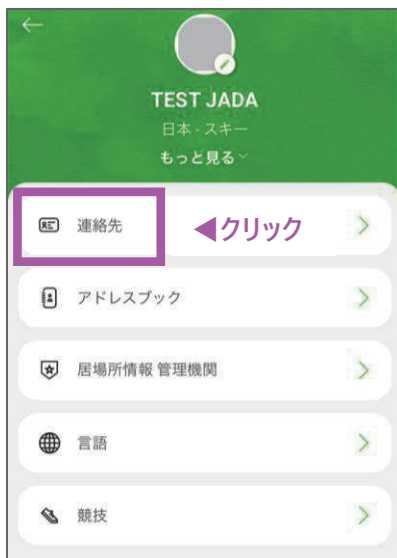 TEST JADA
日本 - スキー
もっと見る
連絡先
◀クリック
アドレスブック
居場所情報 管理機関
言語
競技